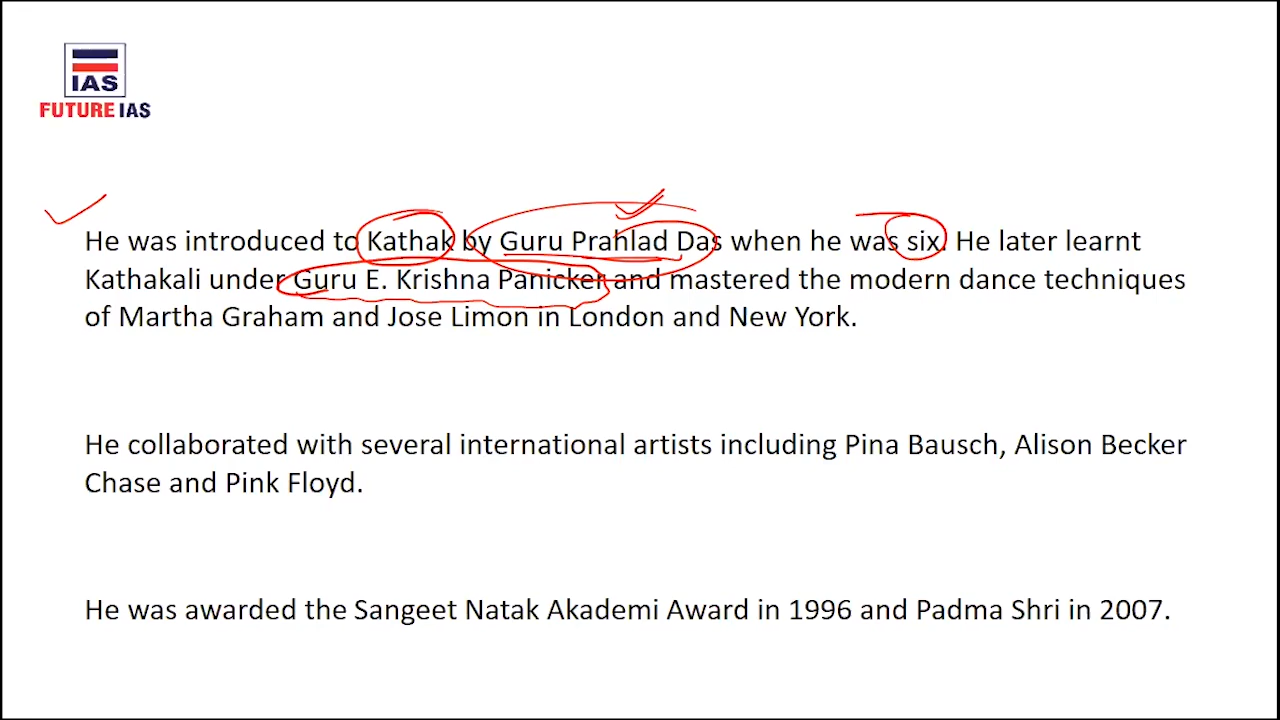 IAS
FUTURE IAS
He was introduced to Kathak by Guru Prahlad Das when he was six. He later learnt
Kathakali under Guru E. Krishna Panicker and mastered the modern dance techniques
of Martha Graham and Jose Limon in London and New York.
He collaborated with several international artists including Pina Bausch, Alison Becker
Chase and Pink Floyd.
He was awarded the Sangeet Natak Akademi Award in 1996 and Padma Shri in 2007.